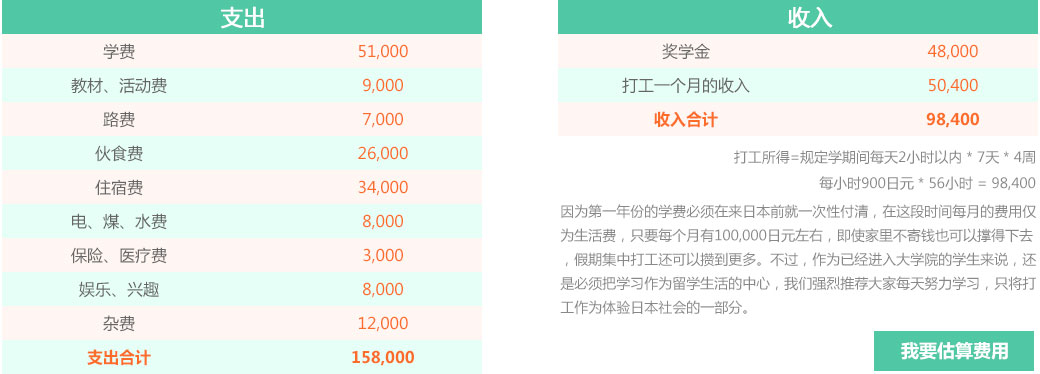 支出
学费 51,000
教材、活动费 9,000
路费 7,000
伙食费 26,000
住宿费 34,000
电、煤、水费 8,000
保险、医疗费 3,000
娱乐、兴趣 8,000
杂费 12,000
支出合计 158,000
收入
奖学金 48,000
打工一个月的收入 50,400
收入合计 98,400
打工所得=规定学期间每天2小时以内 * 7天 * 4周
每小时900日元 * 56小时 = 98,400
因为第一年份的学费必须在来日本前就一次性付清，在这段时间每月的费用仅
为生活费，只要每个月有100,000日元左右，即使家里不寄钱也可以撑得下去
，假期集中打工还可以攒到更多。不过，作为已经进入大学院的学生来说，还
是必须把学习作为留学生活的中心，我们强烈推荐大家每天努力学习，只将打
工作为体验日本社会的一部分。
我要估算费用